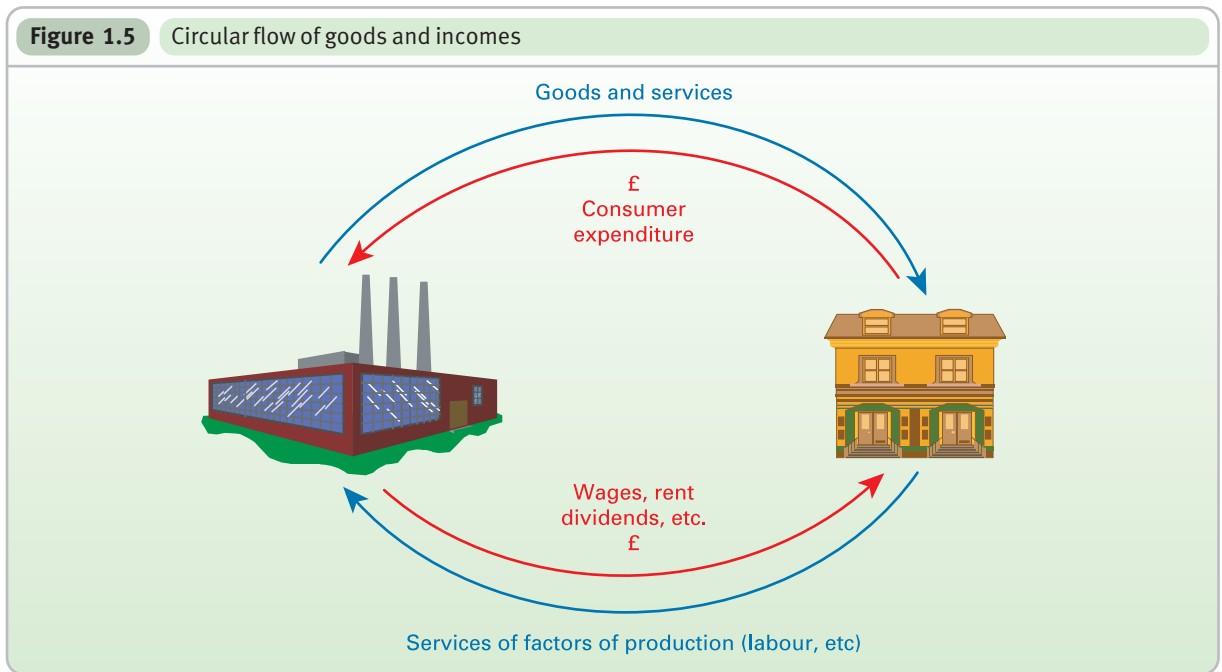 Figure 1.5 Circular flow of goods and incomes
Goods and services
£
Consumer
expenditure
Wages, rent
dividends, etc.
£
Services of factors of production (labour, etc)